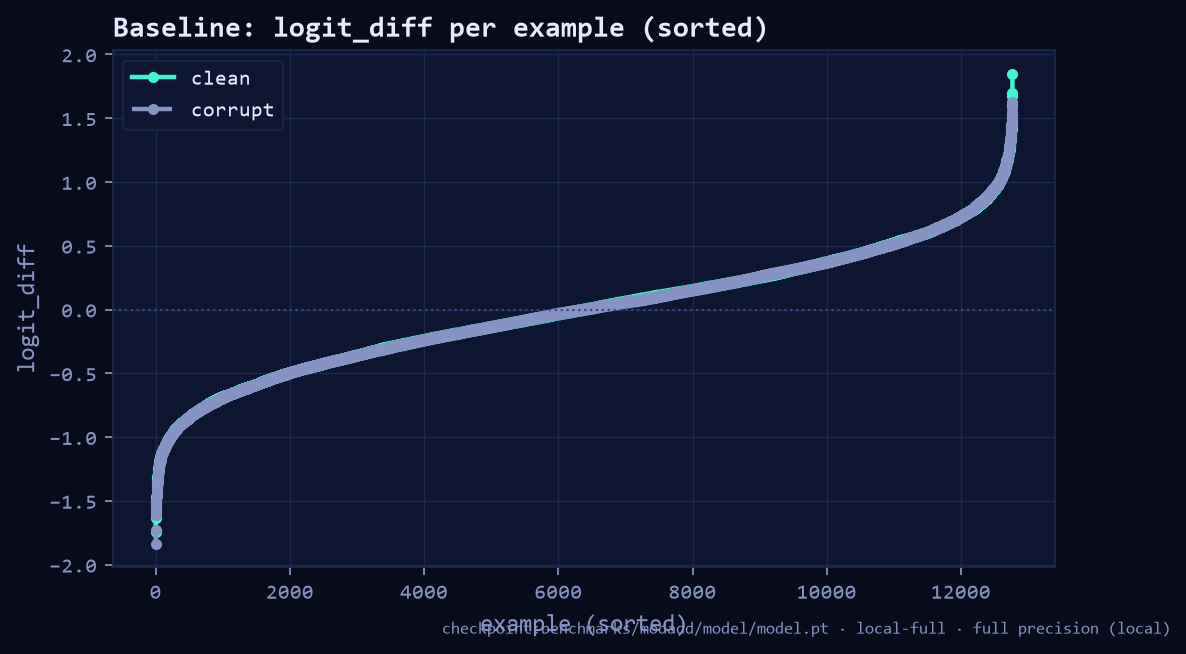 Baseline: logit_diff per example (sorted)
clean
corrupt
logit_diff
2.0
1.5
1.0
0.5
0.0
−0.5
−1.0
−1.5
−2.0
0 2000 4000 6000 8000 10000 12000
example (sorted)
checkpoint:benchmarks/modadd/model/model.pt · local-full · full precision (local)